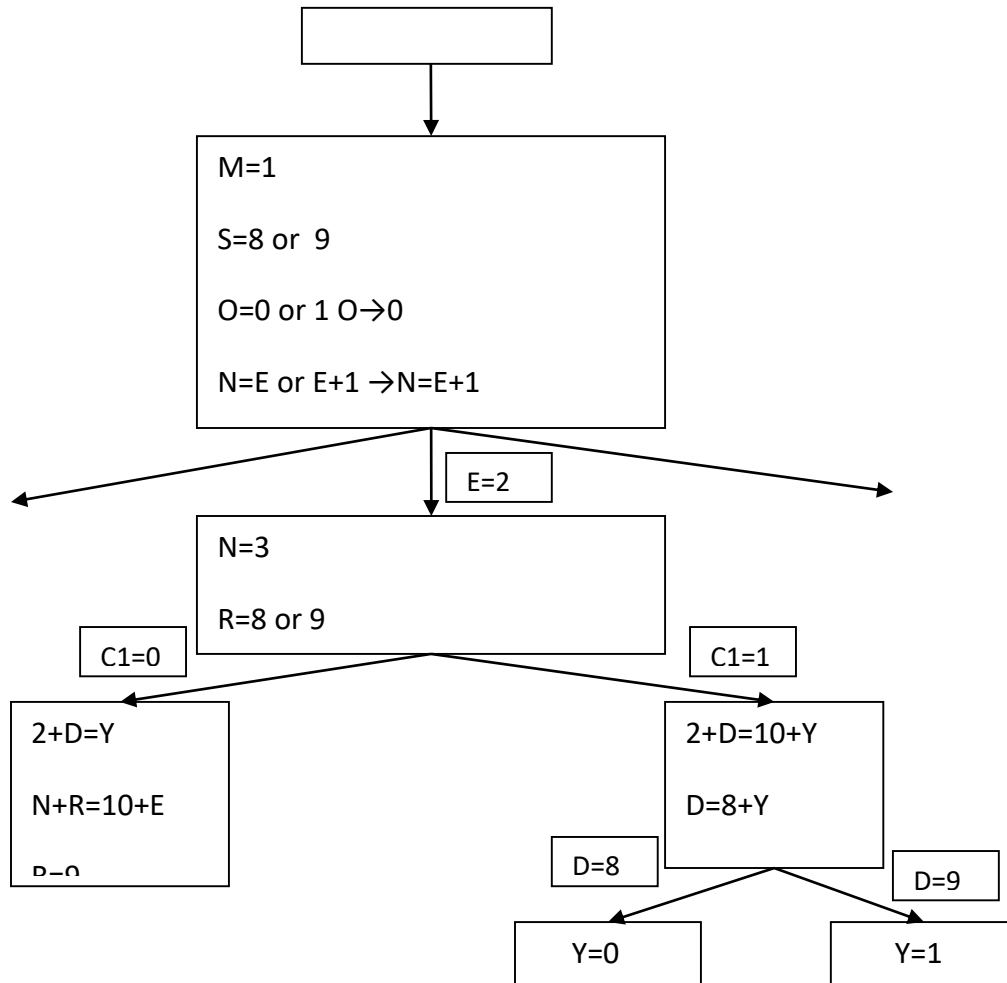 M=1
S=8 or 9
O=0 or 1 O→0
N=E or E+1 →N=E+1
E=2
N=3
R=8 or 9
C1=0
C1=1
2+D=Y
N+R=10+E
R=9
2+D=10+Y
D=8+Y
D=8
D=9
Y=0
Y=1